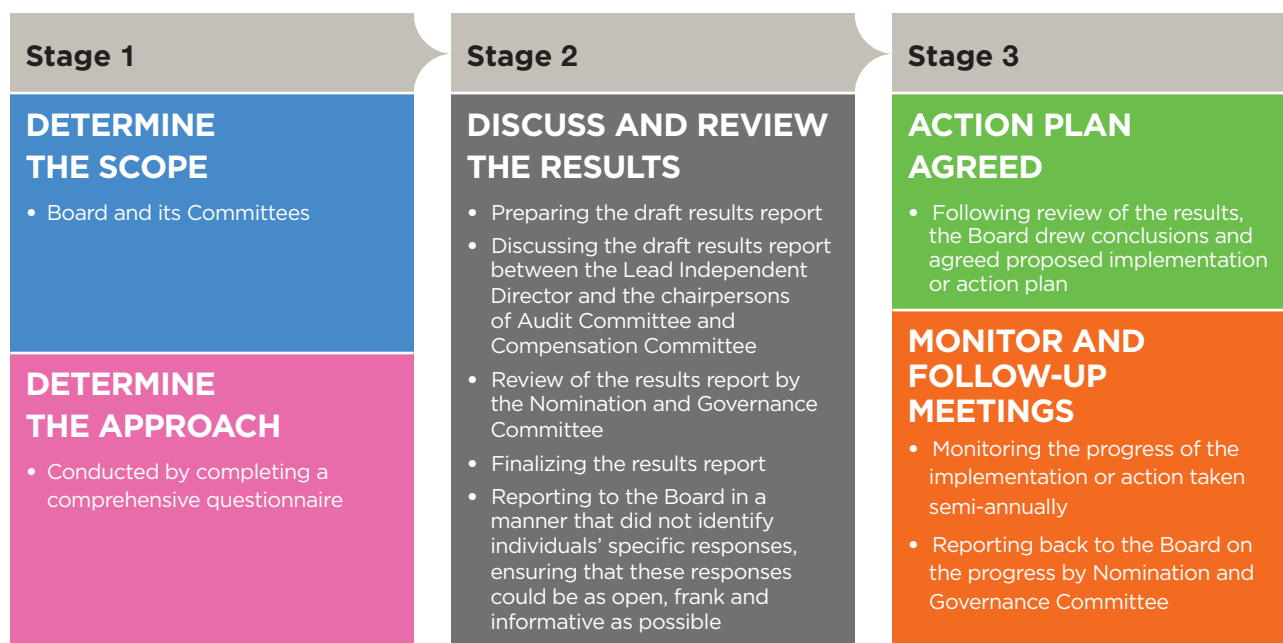 Stage 1
DETERMINE
THE SCOPE
• Board and its Committees
DETERMINE
THE APPROACH
• Conducted by completing a
comprehensive questionnaire
Stage 2
DISCUSS AND REVIEW
THE RESULTS
• Preparing the draft results report
• Discussing the draft results report
between the Lead Independent
Director and the chairpersons
of Audit Committee and
Compensation Committee
• Review of the results report by
the Nomination and Governance
Committee
• Finalizing the results report
• Reporting to the Board in a
manner that did not identify
individuals’ specific responses,
ensuring that these responses
could be as open, frank and
informative as possible
Stage 3
ACTION PLAN
AGREED
• Following review of the results,
the Board drew conclusions and
agreed proposed implementation
or action plan
MONITOR AND
FOLLOW-UP
MEETINGS
• Monitoring the progress of the
implementation or action taken
semi-annually
• Reporting back to the Board on
the progress by Nomination and
Governance Committee